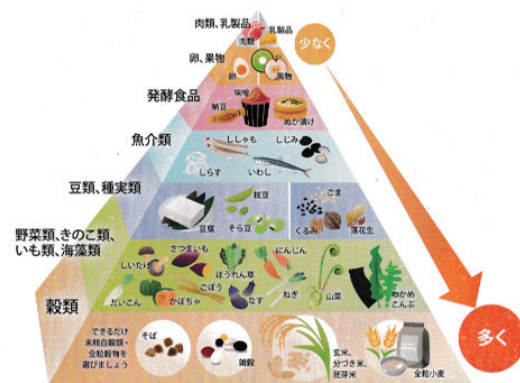 肉類、乳製品
肉類
乳製品
少なく
卵、果物
卵
果物
発酵食品
味噌
納豆
ぬか漬け
魚介類
ししゃも
しじみ
しらす
いわし
豆類、種実類
豆腐
枝豆
そら豆
ごま
くるみ
落花生
野菜類、きのこ類、
いも類、海藻類
しいたけ
さつまいも
ほうれん草
にんじん
だいこん
かぼちゃ
ごぼう
なす
ねぎ
山菜
わかめ
こんぶ
穀類
できるだけ
未精白穀類・
全粒穀物を
選びましょう
そば
雑穀
玄米、
分づき米、
胚芽米
全粒小麦
多く